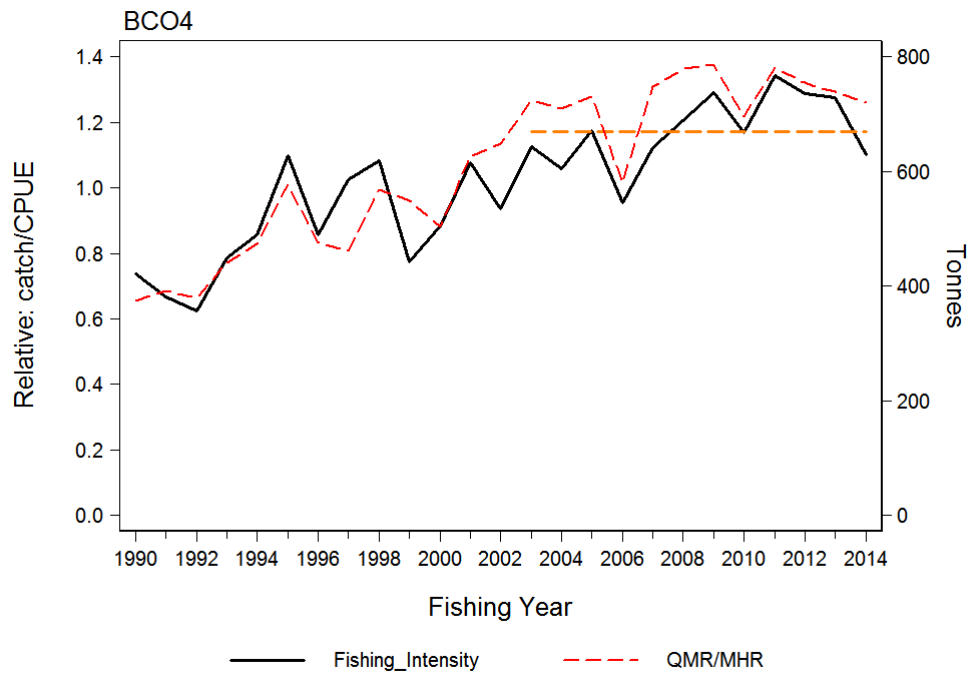 BCO4
1.4
1.2
1.0
0.8
0.6
0.4
0.2
0.0
Relative: catch/CPUE
800
600
400
200
0
Tonnes
1990 1992 1994 1996 1998 2000 2002 2004 2006 2008 2010 2012 2014
Fishing Year
Fishing_Intensity QMR/MHR